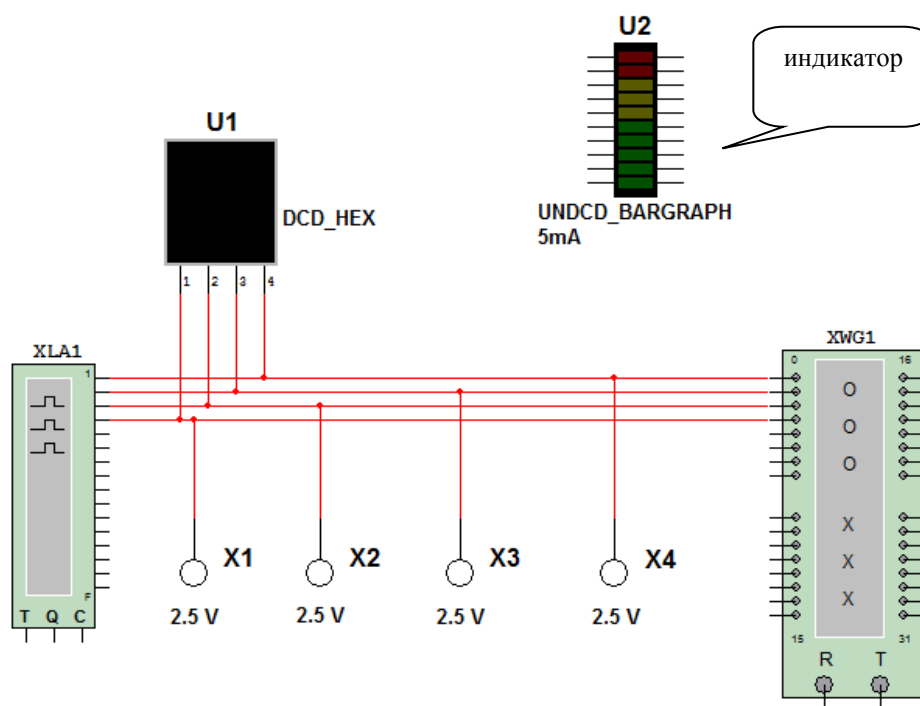 U2
индикатор
U1
DCD_HEX
UNDCD_BARGRAPH
5mA
1 2 3 4
XLA1
XWG1
1
0 16
O
O
O
X
X
X
F
T Q C
X1 X2 X3 X4
2.5 V 2.5 V 2.5 V 2.5 V
15 31
R T